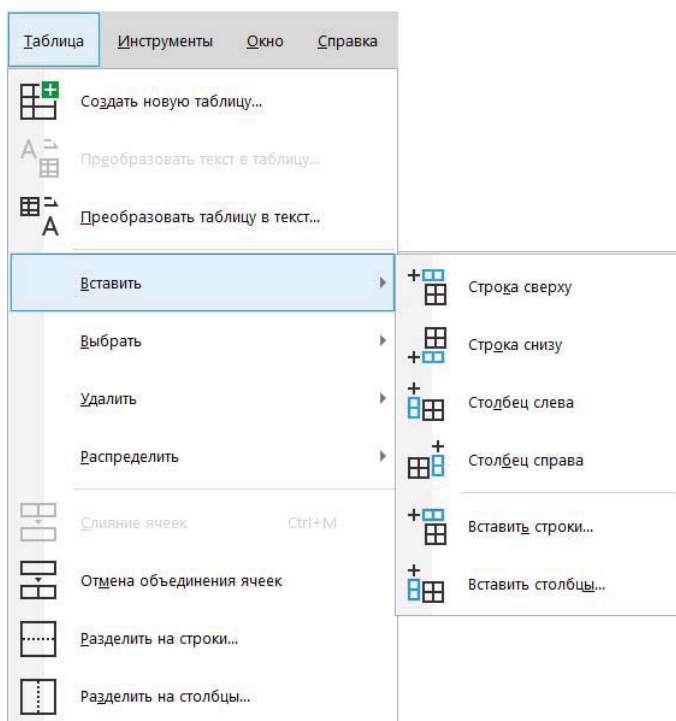 Таблица Инструменты Окно Справка
Создать новую таблицу...
Преобразовать текст в таблицу...
Преобразовать таблицу в текст...
Вставить
Выбрать
Удалить
Распределить
Слияние ячеек Ctrl+M
Отмена объединения ячеек
Разделить на строки...
Разделить на столбцы...
Строка сверху
Строка снизу
Столбец слева
Столбец справа
Вставить строки...
Вставить столбцы...